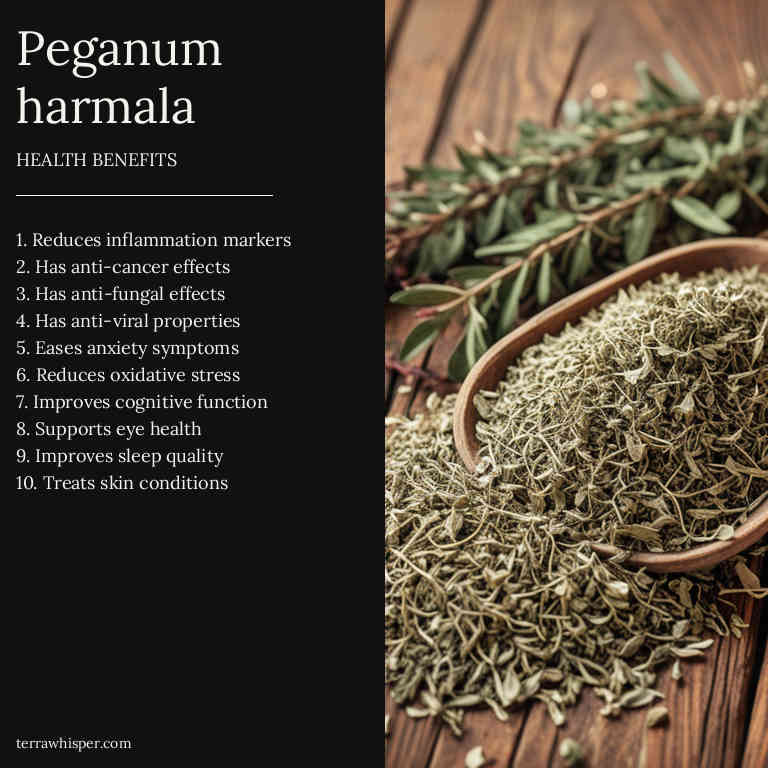 Peganum
harmala
HEALTH BENEFITS
1. Reduces inflammation markers
2. Has anti-cancer effects
3. Has anti-fungal effects
4. Has anti-viral properties
5. Eases anxiety symptoms
6. Reduces oxidative stress
7. Improves cognitive function
8. Supports eye health
9. Improves sleep quality
10. Treats skin conditions
terrawhisper.com